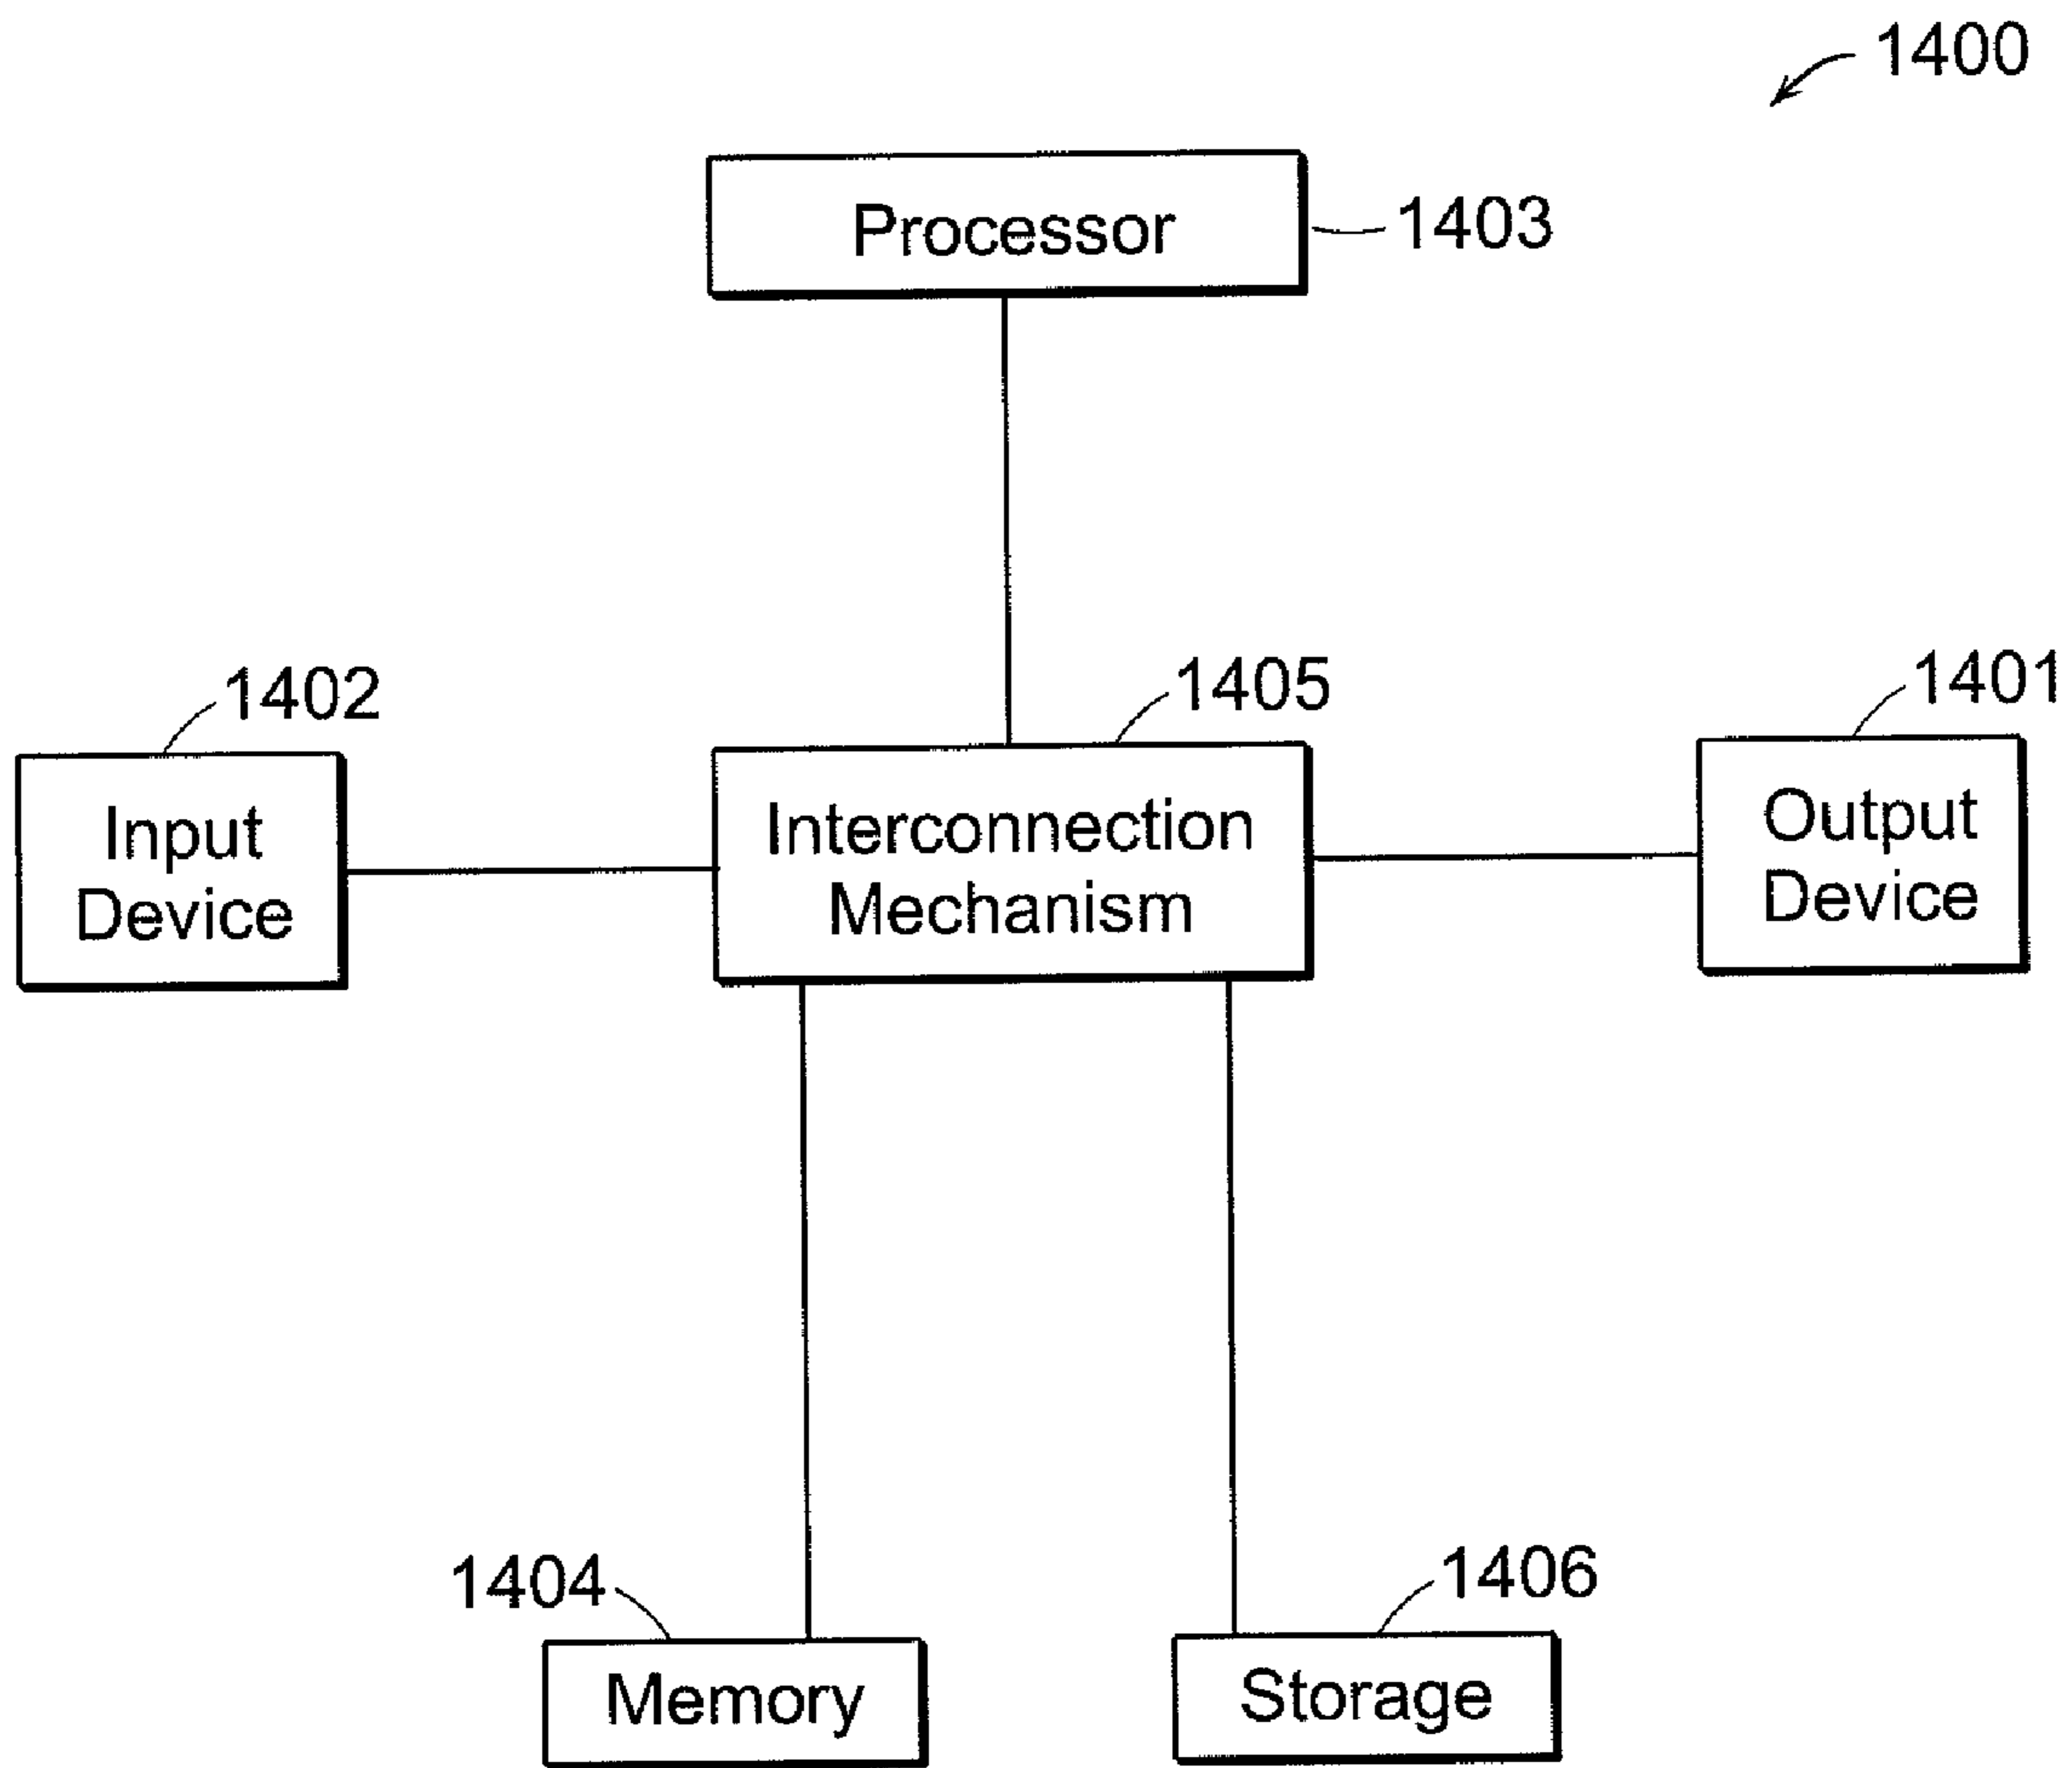 1400
Processor
1403
1402
1405
1401
Input
Device
Interconnection
Mechanism
Output
Device
1404
1406
Memory
Storage